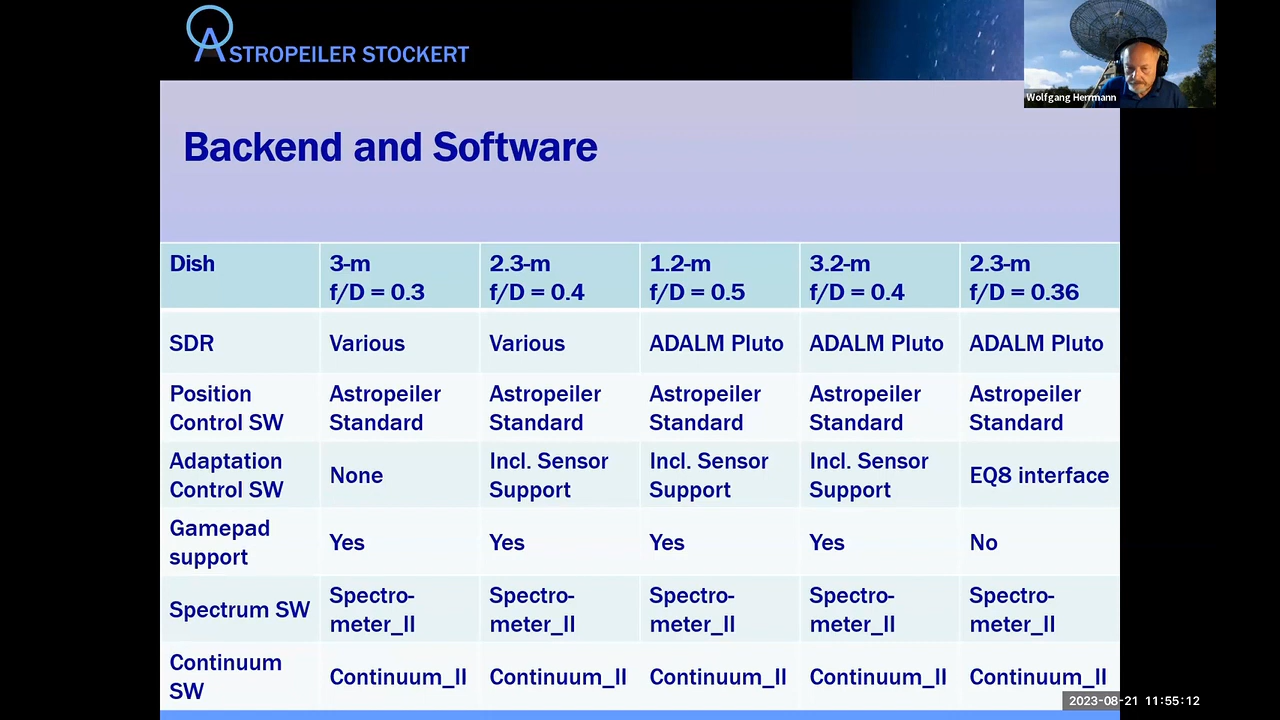 ASTROPEILER STOCKERT
Wolfgang Herrmann
Backend and Software
Dish
3-m
f/D = 0.3
2.3-m
f/D = 0.4
1.2-m
f/D = 0.5
3.2-m
f/D = 0.4
2.3-m
f/D = 0.36
SDR
Various
Various
ADALM Pluto
ADALM Pluto
ADALM Pluto
Position
Control SW
Astropeiler
Standard
Astropeiler
Standard
Astropeiler
Standard
Astropeiler
Standard
Astropeiler
Standard
Adaptation
Control SW
None
Incl. Sensor
Support
Incl. Sensor
Support
Incl. Sensor
Support
EQ8 interface
Gamepad
support
Yes
Yes
Yes
Yes
No
Spectrum SW
Spectro-
meter_II
Spectro-
meter_II
Spectro-
meter_II
Spectro-
meter_II
Spectro-
meter_II
Continuum
SW
Continuum_II
Continuum_II
Continuum_II
Continuum_II
Continuum_II
2023-08-21 11:55:12